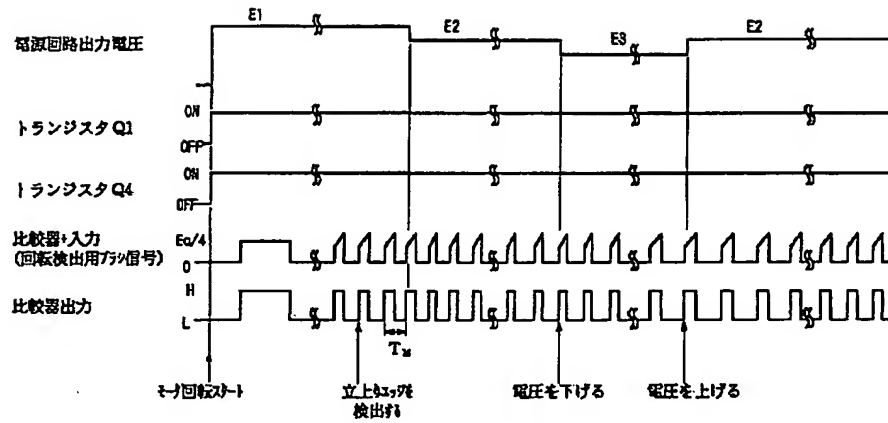 E1
E2
E3
E2
電源回路出力電圧
ON
トランジスタQ1
OFF
ON
トランジスタQ4
OFF
比較器+入力
(回転検出用ブラシ信号)
Ea/4
0
比較器出力
H
L
TM
モータ回転スタート
立上りエッジを
検出する
電圧を下げる
電圧を上げる